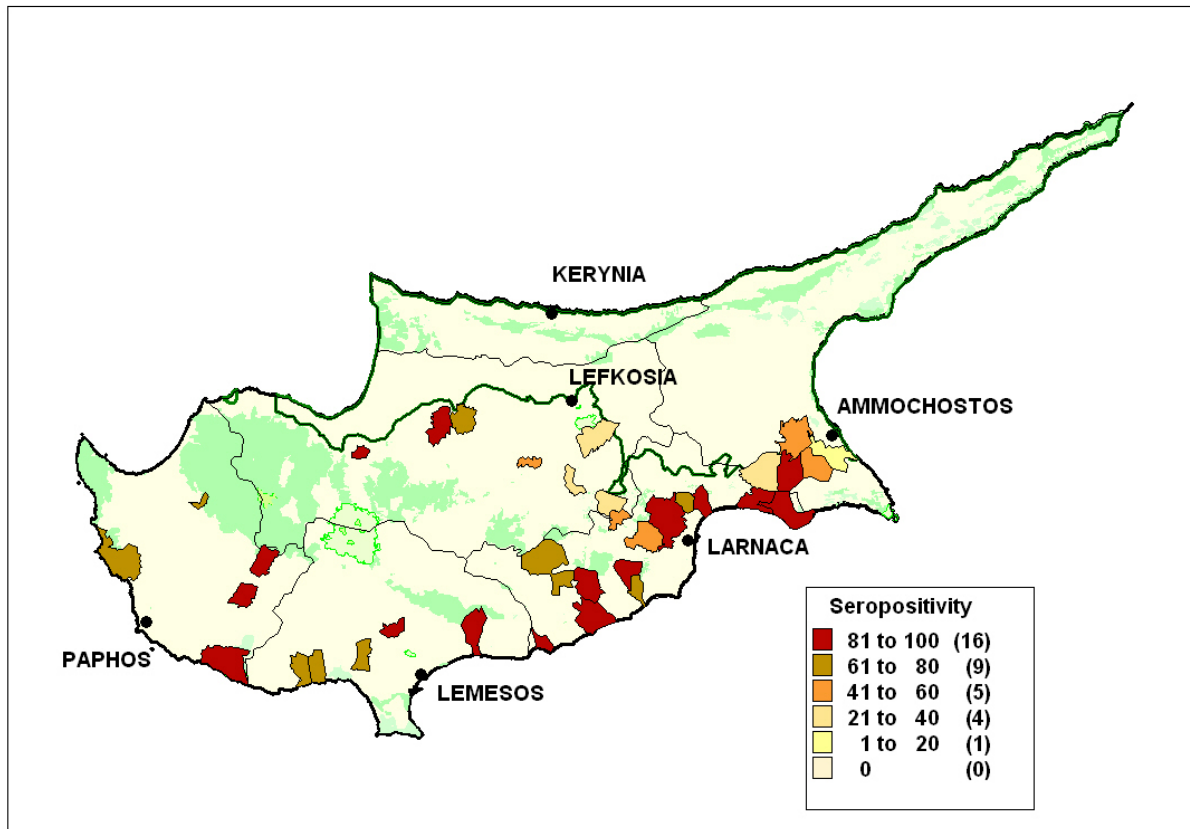 KERYNIA
LEFKOSIA
AMMOCHOSTOS
LARNACA
PAPHOS
LEMESOS
Seropositivity
81 to 100 (16)
61 to 80 (9)
41 to 60 (5)
21 to 40 (4)
1 to 20 (1)
0 (0)